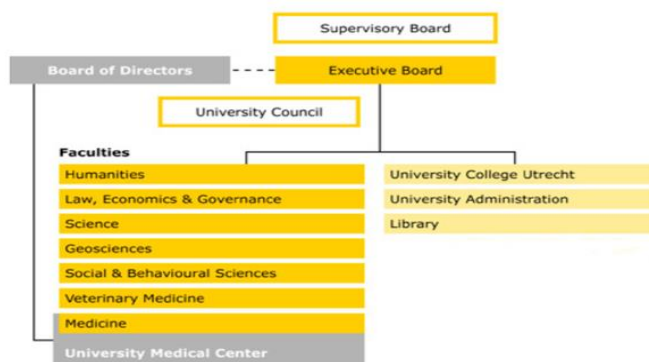 Supervisory Board
Board of Directors
Executive Board
University Council
Faculties
Humanities
Law, Economics & Governance
Science
Geosciences
Social & Behavioural Sciences
Veterinary Medicine
Medicine
University Medical Center
University College Utrecht
University Administration
Library